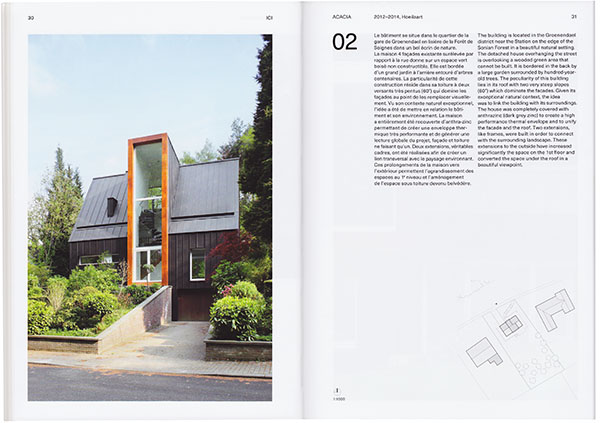 30
ICI
ACACIA
2012–2014, Hoeilaart
31
02
Le bâtiment se situe dans le quartier de la
gare de Groenendael en lisière de la Forêt de
Soignes dans un bel écrin de nature.
La maison 4 façades existante surélevée par
rapport à la rue donne sur un espace vert
boisé non constructible. Elle est bordée
d'un grand jardin à l'arrière entouré d'arbres
centenaires. La particularité de cette
construction réside dans sa toiture à deux
versants très pentus (60°) qui domine les
façades au point de les remplacer visuelle-
ment. Vu son contexte naturel exceptionnel,
l'idée a été de mettre en relation le bâti-
ment et son environnement. La maison
a entièrement été recouverte d'anthra-zinc
permettant de créer une enveloppe ther-
mique très performante et de générer une
lecture globale du projet, façade et toiture
ne faisant qu'un. Deux extensions, véritables
cadres, ont été réalisées afin de créer un
lien transversal avec le paysage environnant.
Ces prolongements de la maison vers
l'extérieur permettent l'agrandissement des
espaces au 1er niveau et l'aménagement
de l'espace sous toiture devenu belvédère.
The building is located in the Groenendael
district near the Station on the edge of the
Sonian Forest in a beautiful natural setting.
The detached house overhanging the street
is overlooking a wooded green area that
cannot be built. It is bordered in the back by
a large garden surrounded by hundred-year-
old trees. The peculiarity of this building
lies in its roof with two very steep slopes
(60°) which dominate the facades. Given its
exceptional natural context, the idea
was to link the building with its surroundings.
The house was completely covered with
anthrazinc (dark grey zinc) to create a high
performance thermal envelope and to unify
the facade and the roof. Two extensions,
like frames, were built in order to connect
with the surrounding landscape. These
extensions to the outside have increased
significantly the space on the 1st floor and
converted the space under the roof in a
beautiful viewpoint.
1:1000